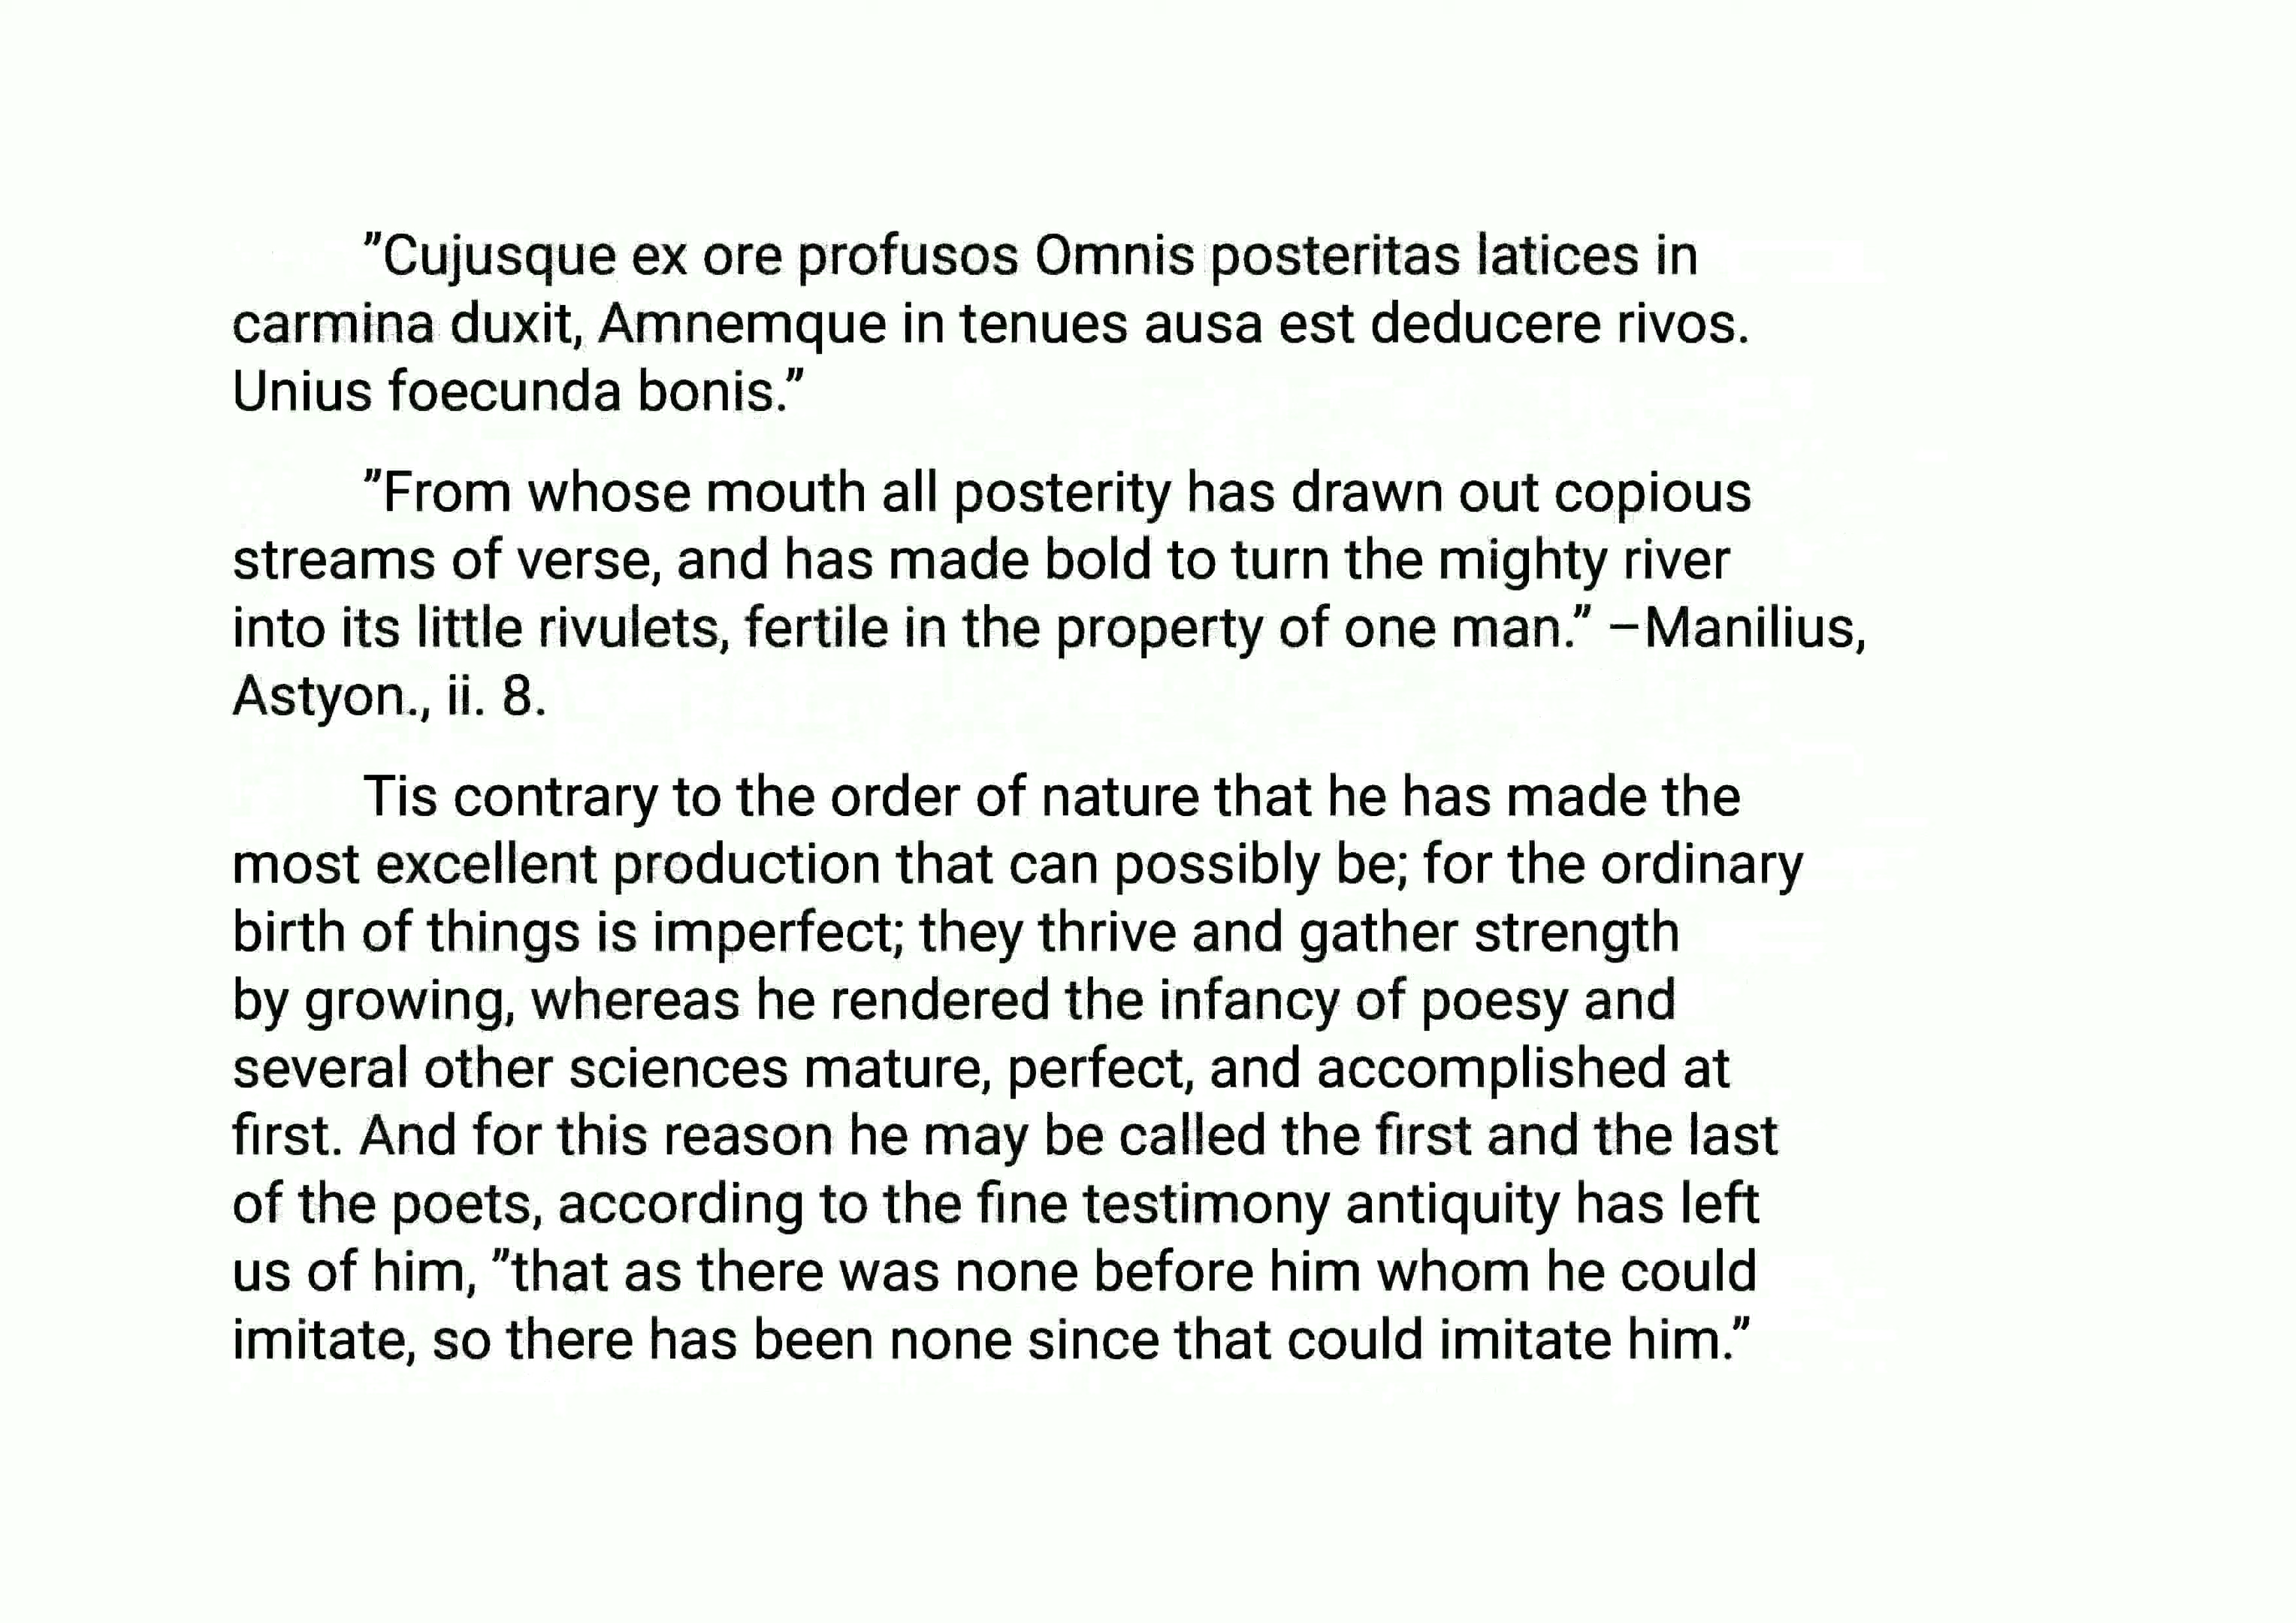 ”Cujusque ex ore profusos Omnis posteritas latices in
carmina duxit, Amnemque in tenues ausa est deducere rivos.
Unius foecunda bonis.”
”From whose mouth all posterity has drawn out copious
streams of verse, and has made bold to turn the mighty river
into its little rivulets, fertile in the property of one man.” –Manilius,
Astyon., ii. 8.
Tis contrary to the order of nature that he has made the
most excellent production that can possibly be; for the ordinary
birth of things is imperfect; they thrive and gather strength
by growing, whereas he rendered the infancy of poesy and
several other sciences mature, perfect, and accomplished at
first. And for this reason he may be called the first and the last
of the poets, according to the fine testimony antiquity has left
us of him, ”that as there was none before him whom he could
imitate, so there has been none since that could imitate him.”